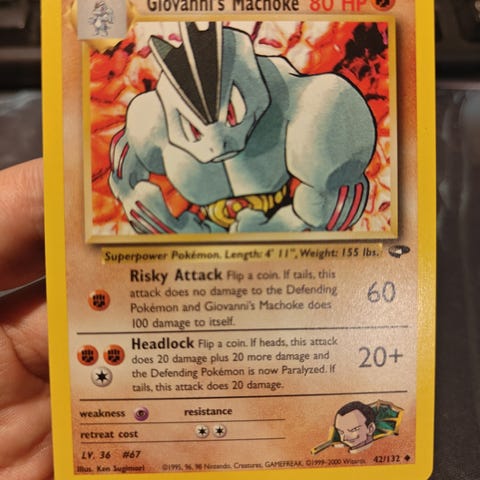 Giovanni's Machoke 80 HP
Superpower Pokémon. Length: 4' 11", Weight: 155 lbs.
Risky Attack Flip a coin. If tails, this
attack does no damage to the Defending
Pokémon and Giovanni's Machoke does
100 damage to itself.
60
Headlock Flip a coin. If heads, this attack
does 20 damage plus 20 more damage and
the Defending Pokémon is now Paralyzed. If
tails, this attack does 20 damage.
20+
weakness resistance
retreat cost
LV. 36 #67
Illus. Ken Sugimori ©1995, 96, 98 Nintendo, Creatures, GAMEFREAK. ©1999-2000 Wizards. 42/132